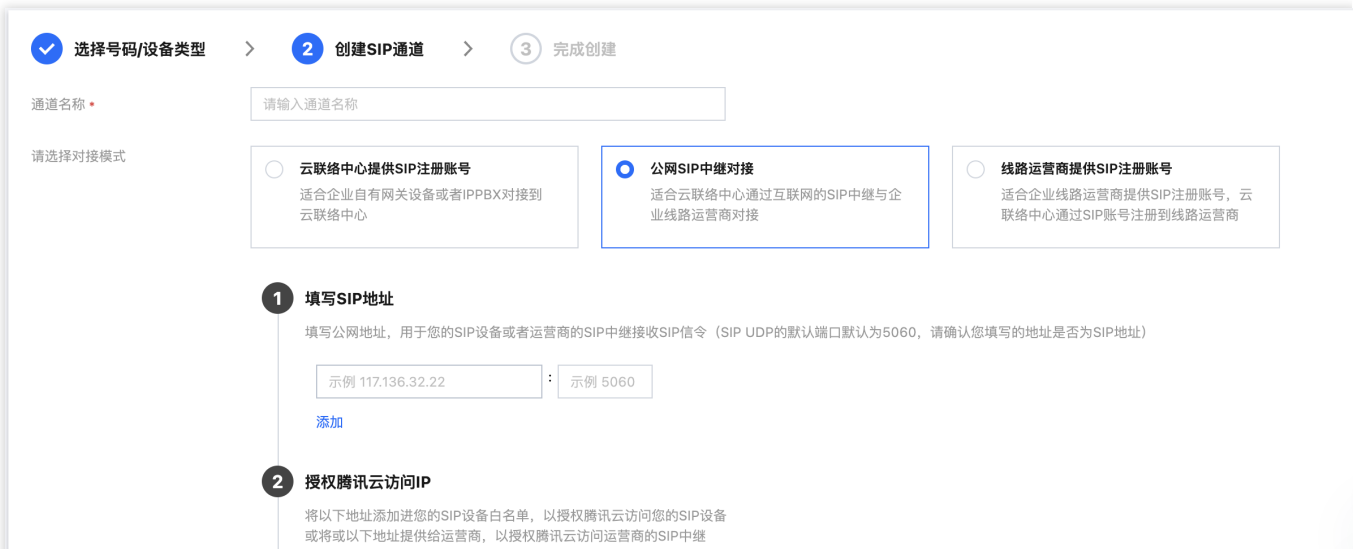 选择号码/设备类型 > 2 创建SIP通道 > 3 完成创建
通道名称 •
请输入通道名称
请选择对接模式
云联络中心提供SIP注册账号
适合企业自有网关设备或者IPPBX对接到
云联络中心
公网SIP中继对接
适合云联络中心通过互联网的SIP中继与企
业线路运营商对接
线路运营商提供SIP注册账号
适合企业线路运营商提供SIP注册账号，云
联络中心通过SIP账号注册到线路运营商
1 填写SIP地址
填写公网地址，用于您的SIP设备或者运营商的SIP中继接收SIP信令（SIP UDP的默认端口默认为5060，请确认您填写的地址是否为SIP地址）
示例 117.136.32.22 : 示例 5060
添加
2 授权腾讯云访问IP
将以下地址添加进您的SIP设备白名单，以授权腾讯云访问您的SIP设备
或将或以下地址提供给运营商，以授权腾讯云访问运营商的SIP中继